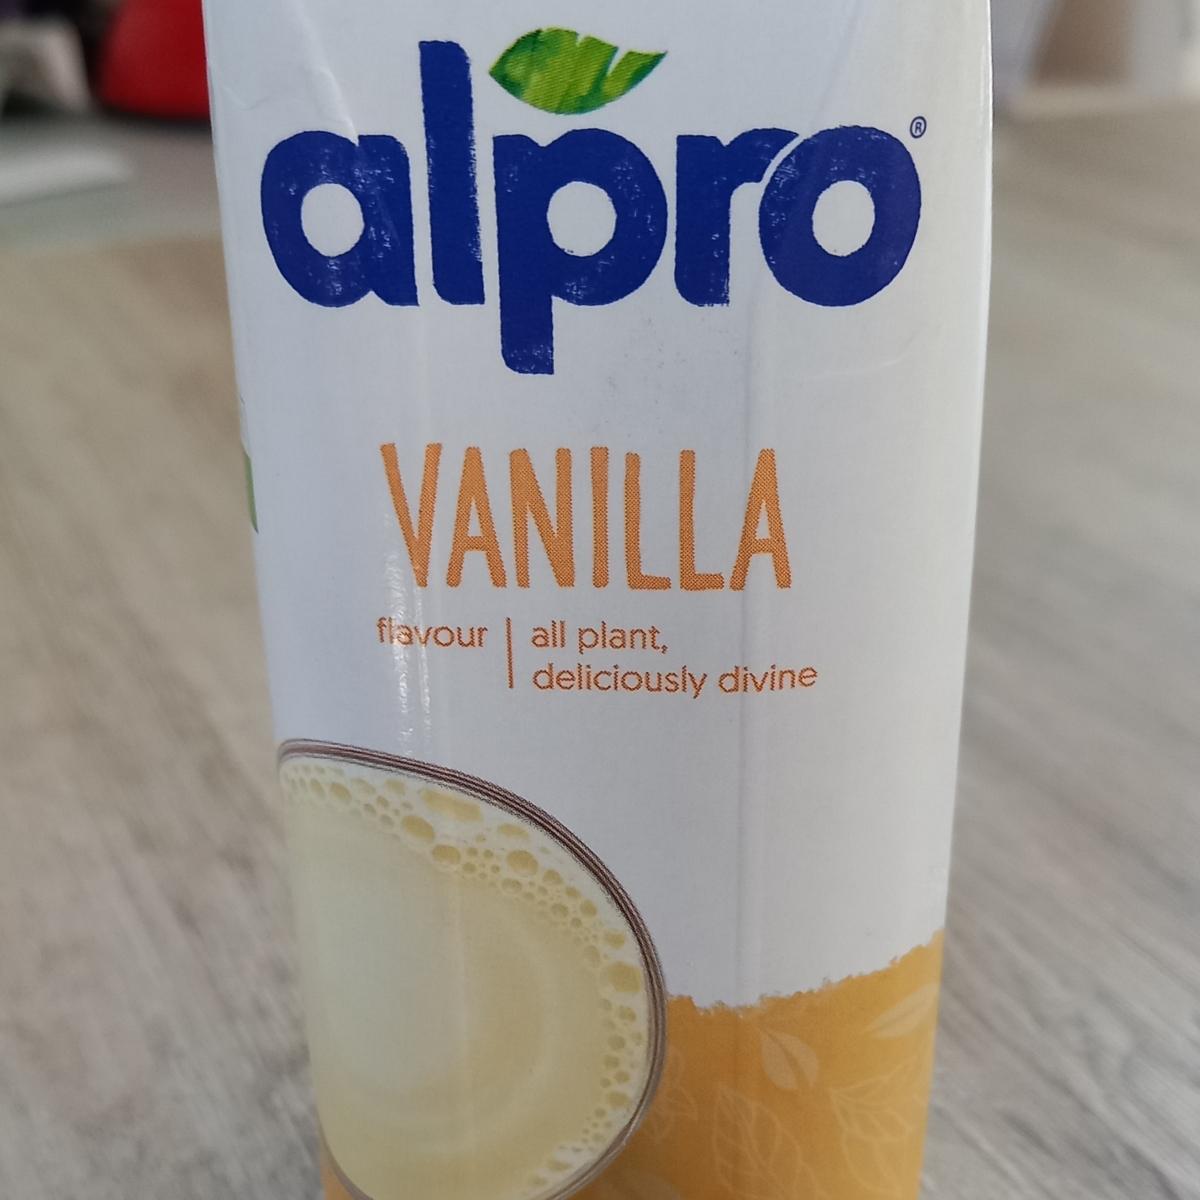 alpro®
VANILLA
flavour | all plant,
deliciously divine